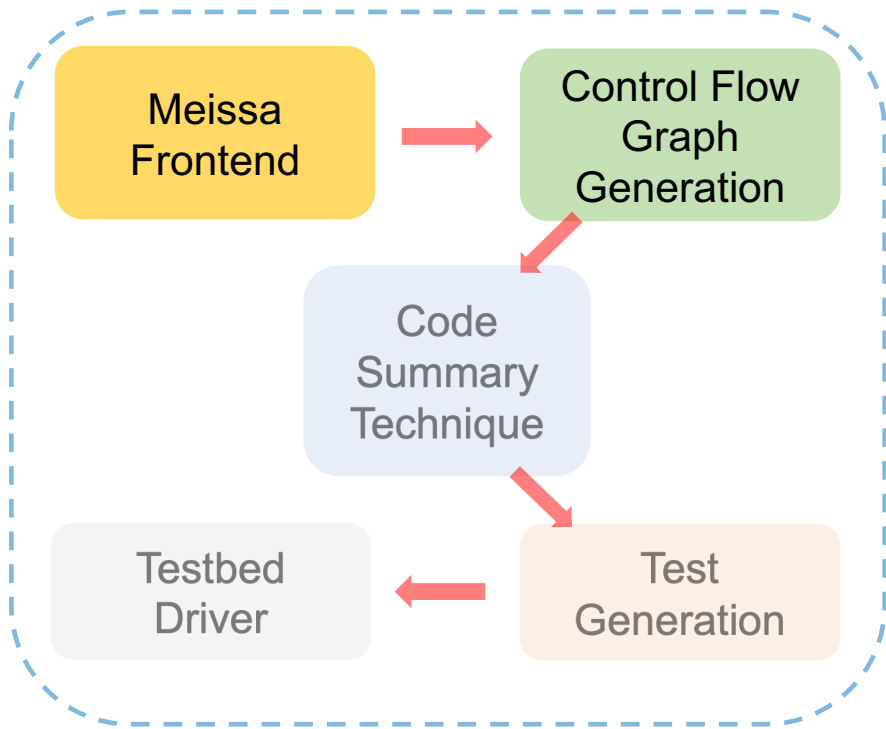 Meissa
Frontend
Control Flow
Graph
Generation
Code
Summary
Technique
Test
Generation
Testbed
Driver